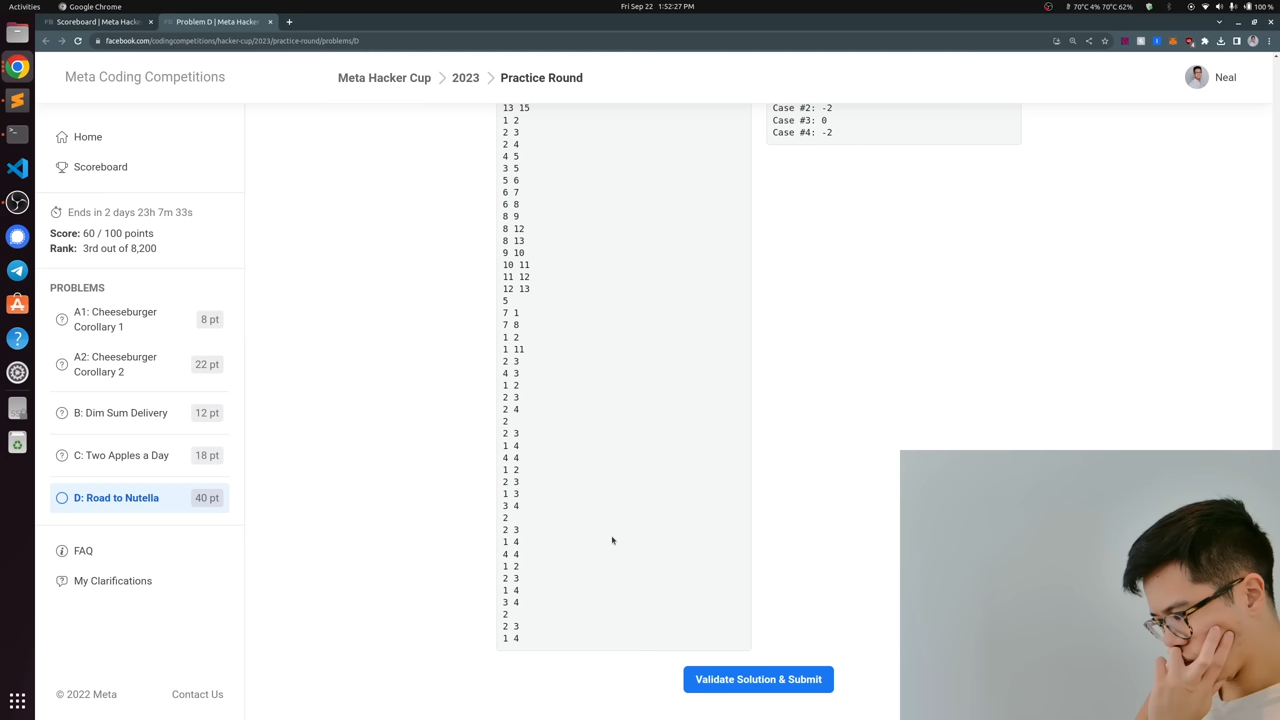 Activities
Google Chrome
Fri Sep 22 1:52:27 PM
70°C 4% 70°C 62%
100 %
Scoreboard | Meta Hacker
Problem D | Meta Hacker
facebook.com/codingcompetitions/hacker-cup/2023/practice-round/problems/D
Meta Coding Competitions
Meta Hacker Cup
2023
Practice Round
Neal
Home
Scoreboard
Ends in 2 days 23h 7m 33s
Score: 60 / 100 points
Rank: 3rd out of 8,200
PROBLEMS
A1: Cheeseburger
Corollary 1
8 pt
A2: Cheeseburger
Corollary 2
22 pt
B: Dim Sum Delivery
12 pt
C: Two Apples a Day
18 pt
D: Road to Nutella
40 pt
FAQ
My Clarifications
© 2022 Meta
Contact Us
13 15
1 2
2 3
2 4
4 5
3 5
5 6
6 7
6 8
8 9
8 12
8 13
9 10
10 11
11 12
12 13
5
7 1
7 8
1 2
1 11
2 3
4 3
1 2
2 3
2 4
2
2 3
1 4
4 4
1 2
2 3
1 3
3 4
2
2 3
1 4
4 4
1 2
2 3
1 4
3 4
2
2 3
1 4
Case #2: -2
Case #3: 0
Case #4: -2
Validate Solution & Submit